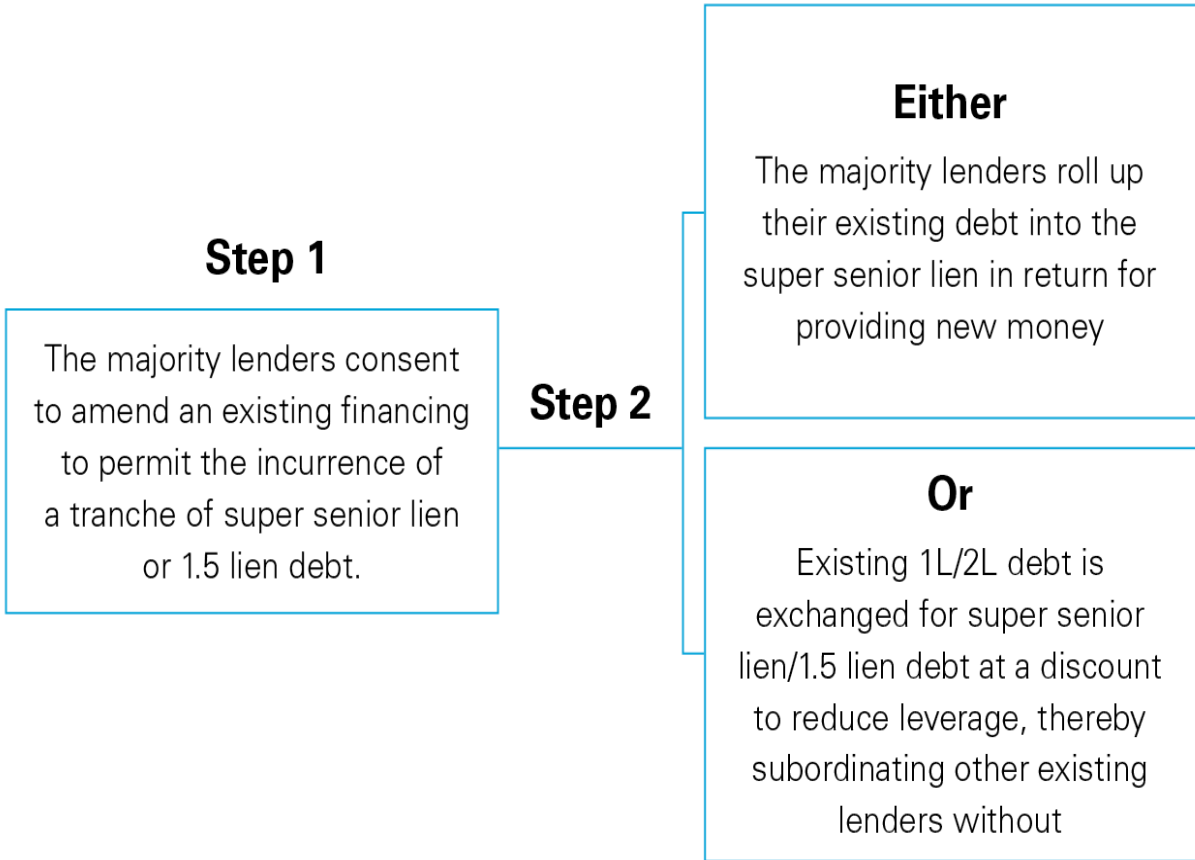 Step 1
The majority lenders consent
to amend an existing financing
to permit the incurrence of
a tranche of super senior lien
or 1.5 lien debt.
Step 2
Either
The majority lenders roll up
their existing debt into the
super senior lien in return for
providing new money
Or
Existing 1L/2L debt is
exchanged for super senior
lien/1.5 lien debt at a discount
to reduce leverage, thereby
subordinating other existing
lenders without